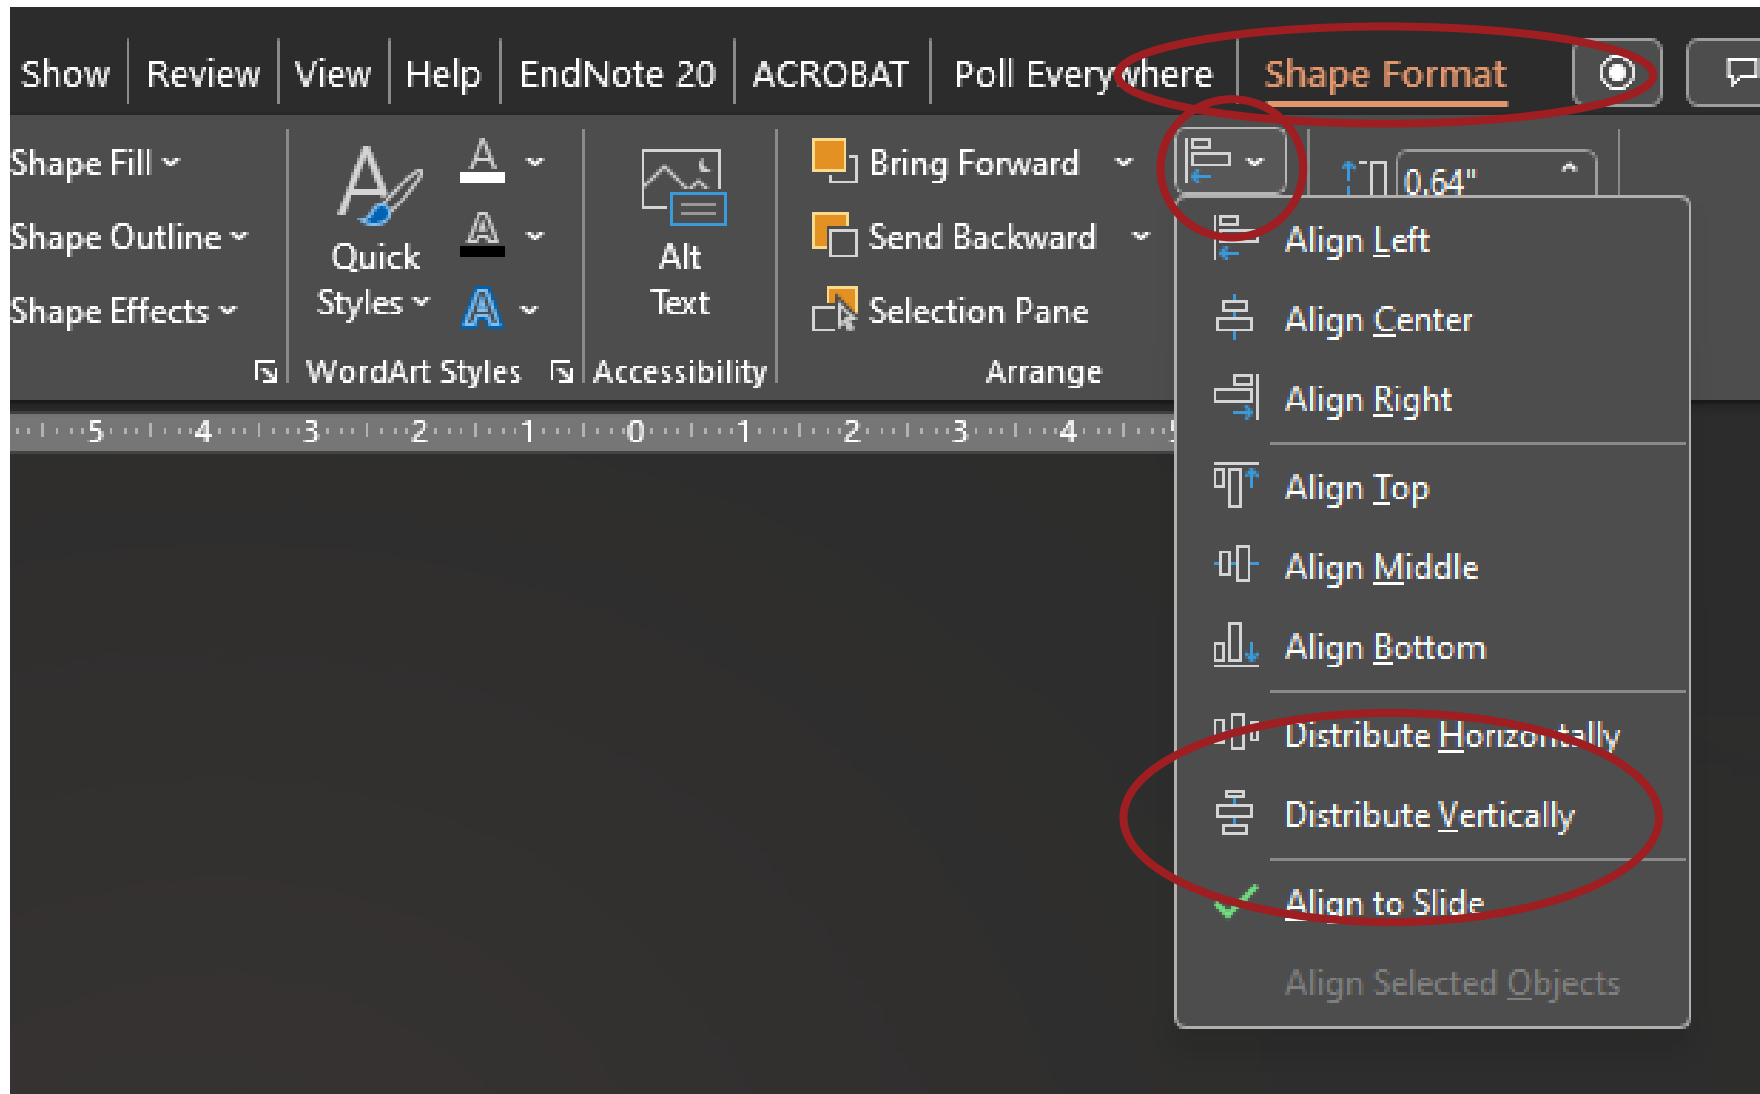 Show Review View Help EndNote 20 ACROBAT Poll Everywhere Shape Format
Shape Fill
Shape Outline
Shape Effects
A
A
A
A
Quick
Styles
WordArt Styles
Alt
Text
Accessibility
Bring Forward
Send Backward
Selection Pane
Arrange
0.64"
5 4 3 2 1 0 1 2 3 4 5
Align Left
Align Center
Align Right
Align Top
Align Middle
Align Bottom
Distribute Horizontally
Distribute Vertically
Align to Slide
Align Selected Objects